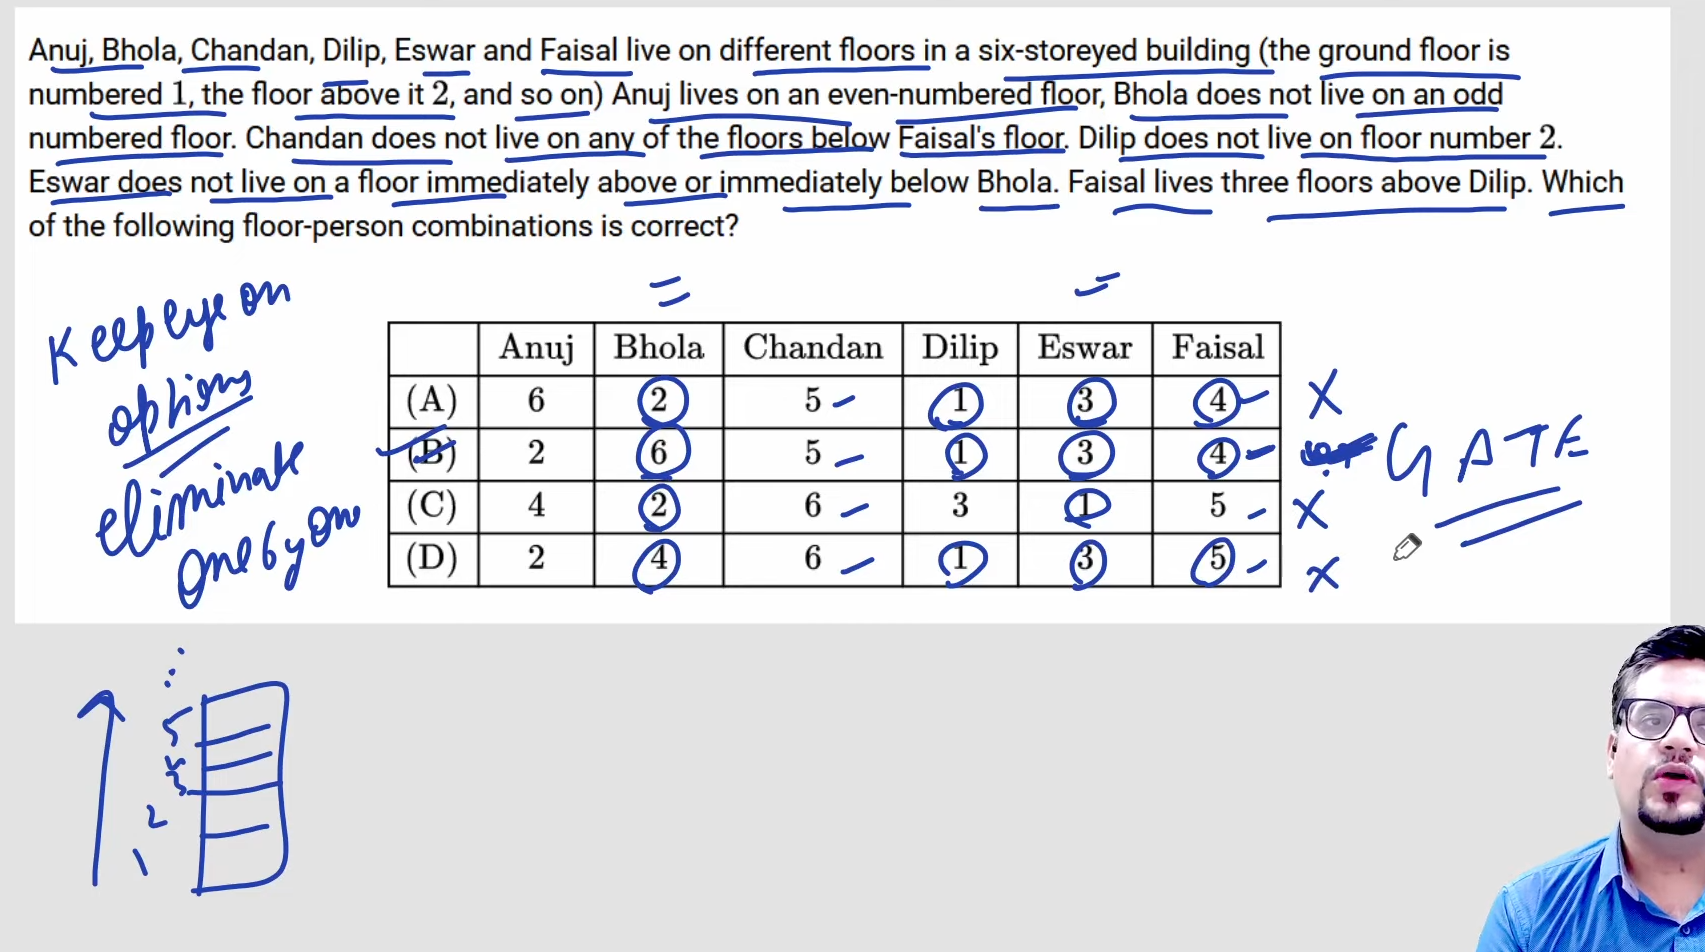 Anuj, Bhola, Chandan, Dilip, Eswar and Faisal live on different floors in a six-storeyed building (the ground floor is
numbered 1, the floor above it 2, and so on) Anuj lives on an even-numbered floor, Bhola does not live on an odd
numbered floor. Chandan does not live on any of the floors below Faisal's floor. Dilip does not live on floor number 2.
Eswar does not live on a floor immediately above or immediately below Bhola. Faisal lives three floors above Dilip. Which
of the following floor-person combinations is correct?
Keep eye on
options
eliminate
one by one
Anuj Bhola Chandan Dilip Eswar Faisal
(A) 6 2 5 1 3 4 X
(B) 2 6 5 1 3 4
(C) 4 2 6 3 1 5 X
(D) 2 4 6 1 3 5 X
GATE
5
4
3
2
1